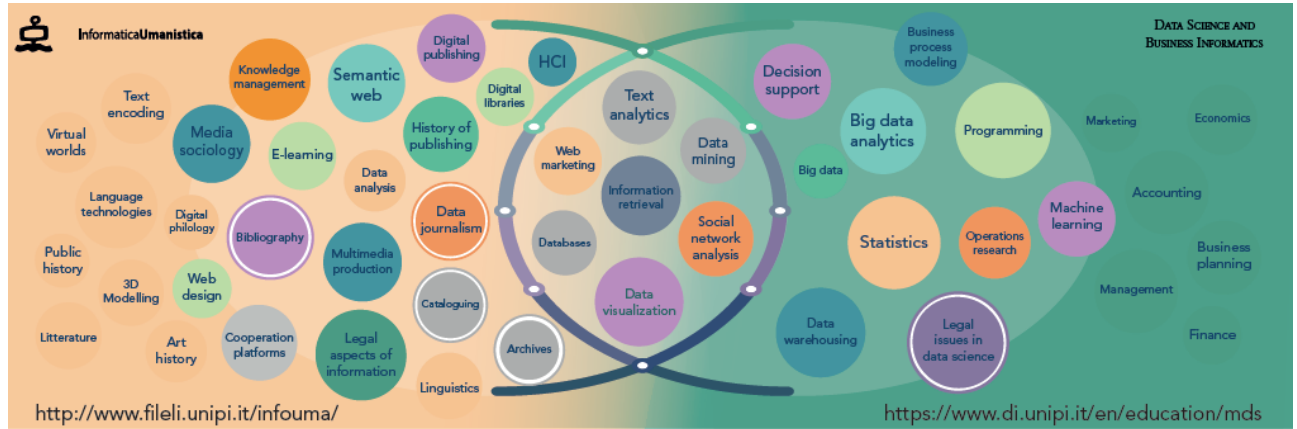 InformaticaUmanistica
DATA SCIENCE AND
BUSINESS INFORMATICS
Digital
publishing
HCI
Knowledge
management
Semantic
web
Digital
libraries
Text
encoding
Virtual
worlds
Media
sociology
E-learning
History of
publishing
Data
analysis
Language
technologies
Digital
philology
Bibliography
Data
journalism
Public
history
3D
Modelling
Web
design
Multimedia
production
Cataloguing
Litterature
Art
history
Cooperation
platforms
Legal
aspects of
information
Linguistics
Archives
Text
analytics
Web
marketing
Data
mining
Information
retrieval
Databases
Social
network
analysis
Data
visualization
Business
process
modeling
Decision
support
Big data
analytics
Programming
Marketing
Economics
Big data
Accounting
Machine
learning
Statistics
Operations
research
Business
planning
Management
Data
warehousing
Legal
issues in
data science
Finance
http://www.fileli.unipi.it/infouma/
https://www.di.unipi.it/en/education/mds